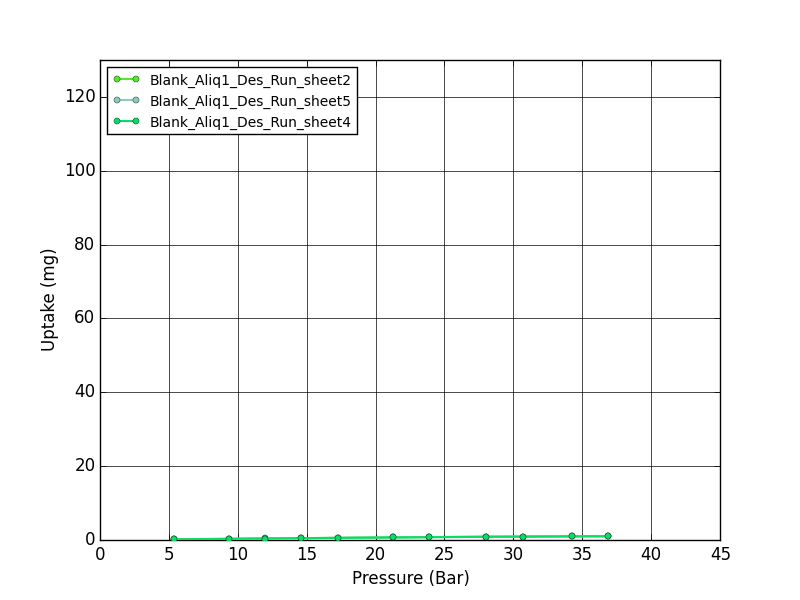 Blank_Aliq1_Des_Run_sheet2
Blank_Aliq1_Des_Run_sheet5
Blank_Aliq1_Des_Run_sheet4
120
100
80
60
40
20
0
Uptake (mg)
0 5 10 15 20 25 30 35 40 45
Pressure (Bar)